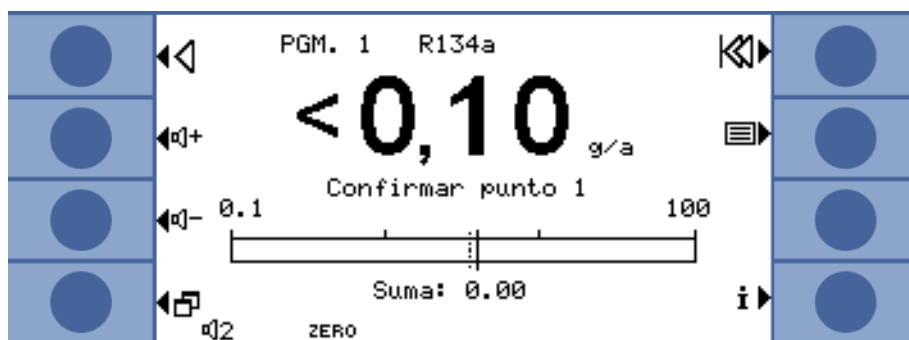 PGM. 1 R134a
<0,10 g/a
+
Confirmar punto 1
- 0.1 100
Suma: 0.00
i
2 ZERO